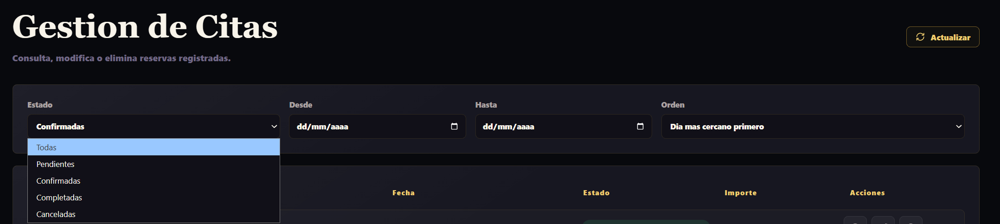 Gestion de Citas
Actualizar
Consulta, modifica o elimina reservas registradas.
Estado
Desde
Hasta
Orden
Confirmadas
dd/mm/aaaa
dd/mm/aaaa
Dia mas cercano primero
Todas
Pendientes
Confirmadas
Completadas
Canceladas
Fecha
Estado
Importe
Acciones